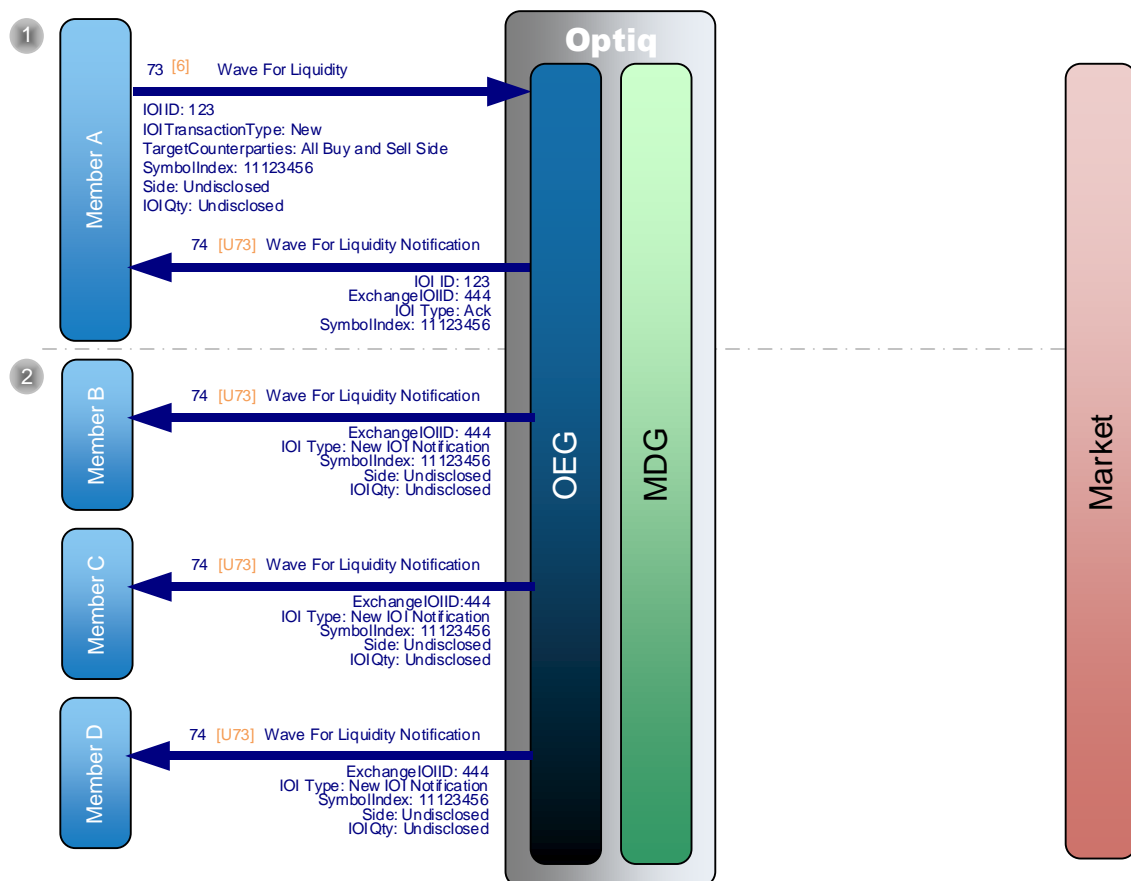 1
Optiq
Member A
73 [6] Wave For Liquidity
IOIID: 123
IOITransactionType: New
TargetCounterparties: All Buy and Sell Side
SymbolIndex: 11123456
Side: Undisclosed
IOIQty: Undisclosed
74 [U73] Wave For Liquidity Notification
IOI ID: 123
ExchangeIOIID: 444
IOI Type: Ack
SymbolIndex: 11123456
2
Member B
74 [U73] Wave For Liquidity Notification
ExchangeIOIID: 444
IOI Type: New IOI Notification
SymbolIndex: 11123456
Side: Undisclosed
IOIQty: Undisclosed
OEG
MDG
Market
Member C
74 [U73] Wave For Liquidity Notification
ExchangeIOIID:444
IOI Type: New IOI Notification
SymbolIndex: 11123456
Side: Undisclosed
IOIQty: Undisclosed
Member D
74 [U73] Wave For Liquidity Notification
ExchangeIOIID: 444
IOI Type: New IOI Notification
SymbolIndex: 11123456
Side: Undisclosed
IOIQty: Undisclosed